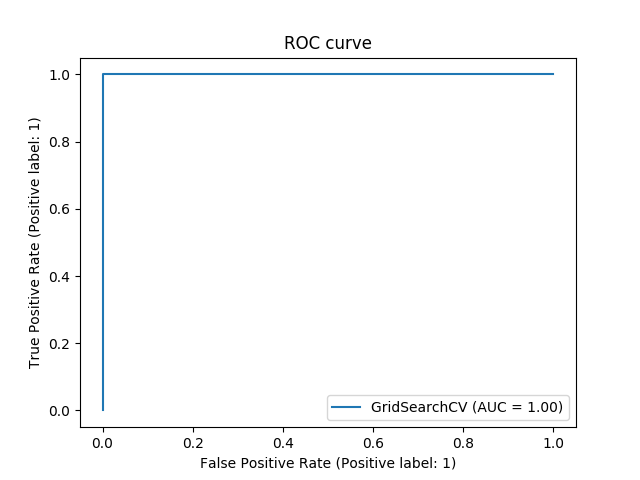 ROC curve
1.0
0.8
0.6
0.4
0.2
0.0
True Positive Rate (Positive label: 1)
GridSearchCV (AUC = 1.00)
0.0 0.2 0.4 0.6 0.8 1.0
False Positive Rate (Positive label: 1)